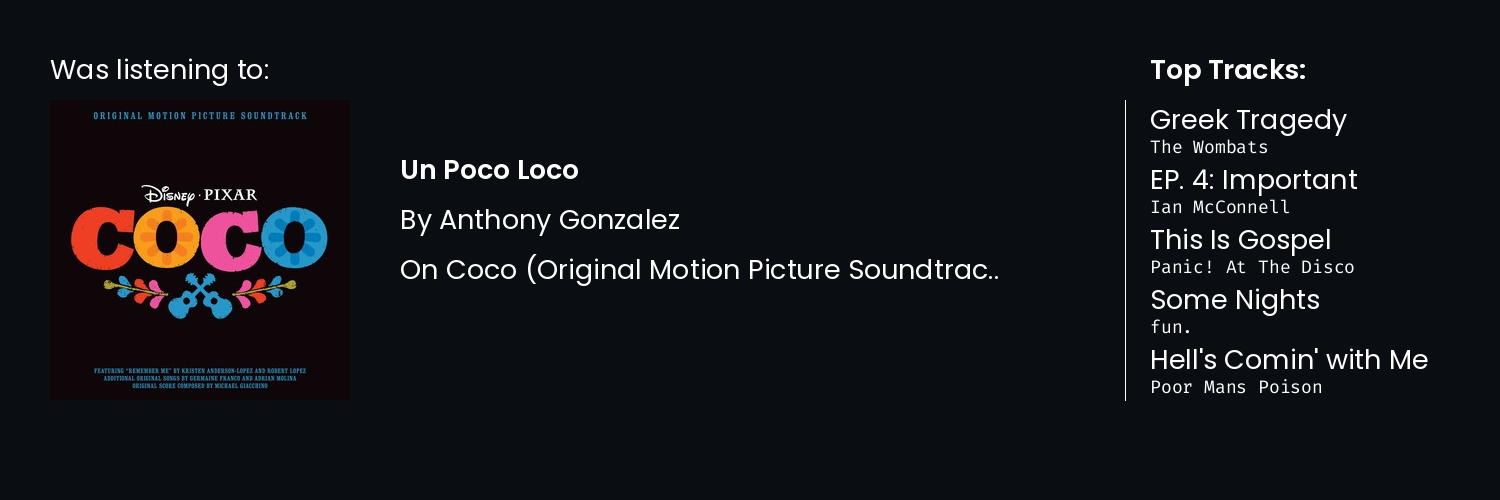 Was listening to:
ORIGINAL MOTION PICTURE SOUNDTRACK
Disney · PIXAR
COCO
FEATURING "REMEMBER ME" BY KRISTEN ANDERSON-LOPEZ AND ROBERT LOPEZ
ADDITIONAL ORIGINAL SONGS BY GERMAINE FRANCO AND ADRIAN MOLINA
ORIGINAL SCORE COMPOSED BY MICHAEL GIACCHINO
Un Poco Loco
By Anthony Gonzalez
On Coco (Original Motion Picture Soundtrac..
Top Tracks:
Greek Tragedy
The Wombats
EP. 4: Important
Ian McConnell
This Is Gospel
Panic! At The Disco
Some Nights
fun.
Hell's Comin' with Me
Poor Mans Poison